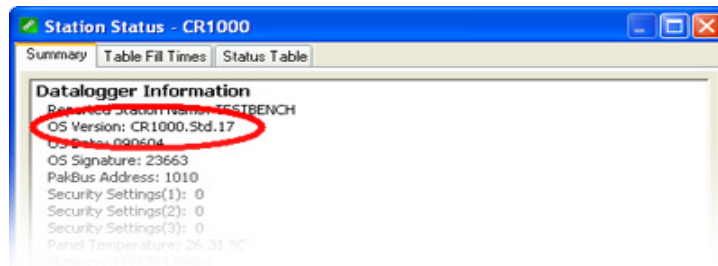 Station Status - CR1000
Summary Table Fill Times Status Table
Datalogger Information
Reported Station Name: TESTBENCH
OS Version: CR1000.Std.17
OS Date: 090604
OS Signature: 23663
PakBus Address: 1010
Security Settings(1): 0
Security Settings(2): 0
Security Settings(3): 0
Panel Temperature: 26.31 °C